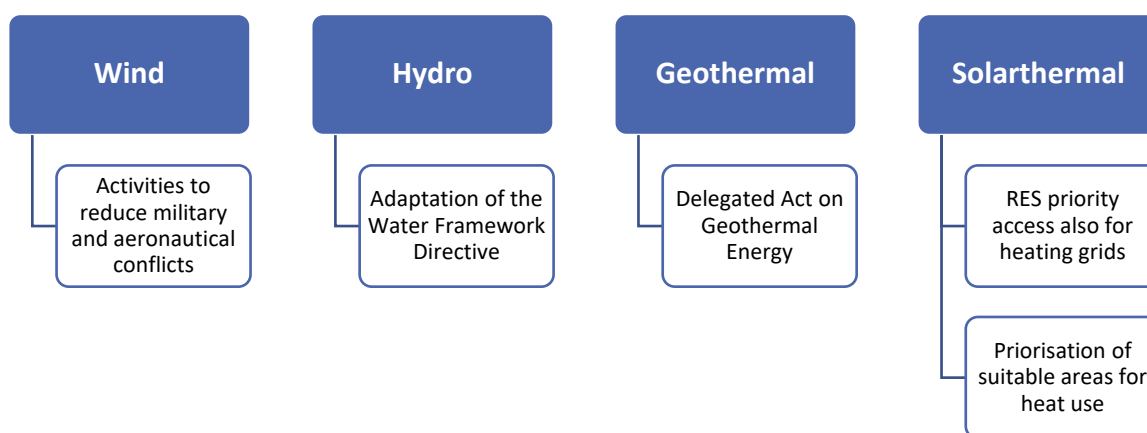 Wind
Activities to
reduce military
and aeronautical
conflicts
Hydro
Adaptation of the
Water Framework
Directive
Geothermal
Delegated Act on
Geothermal
Energy
Solarthermal
RES priority
access also for
heating grids
Priorisation of
suitable areas for
heat use